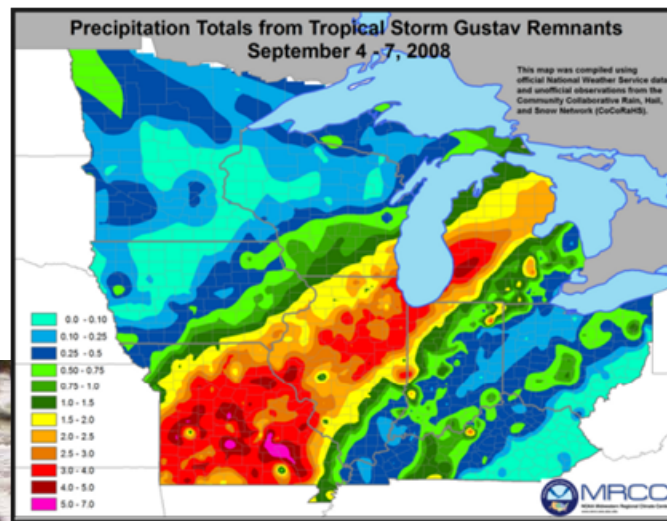 Precipitation Totals from Tropical Storm Gustav Remnants
September 4 - 7, 2008
This map was compiled using
official National Weather Service data
and unofficial observations from the
Community Collaborative Rain, Hail,
and Snow Network (CoCoRaHS).
0.0 - 0.10
0.10 - 0.25
0.25 - 0.5
0.50 - 0.75
0.75 - 1.0
1.0 - 1.5
1.5 - 2.0
2.0 - 2.5
2.5 - 3.0
3.0 - 4.0
4.0 - 5.0
5.0 - 7.0
MRCC